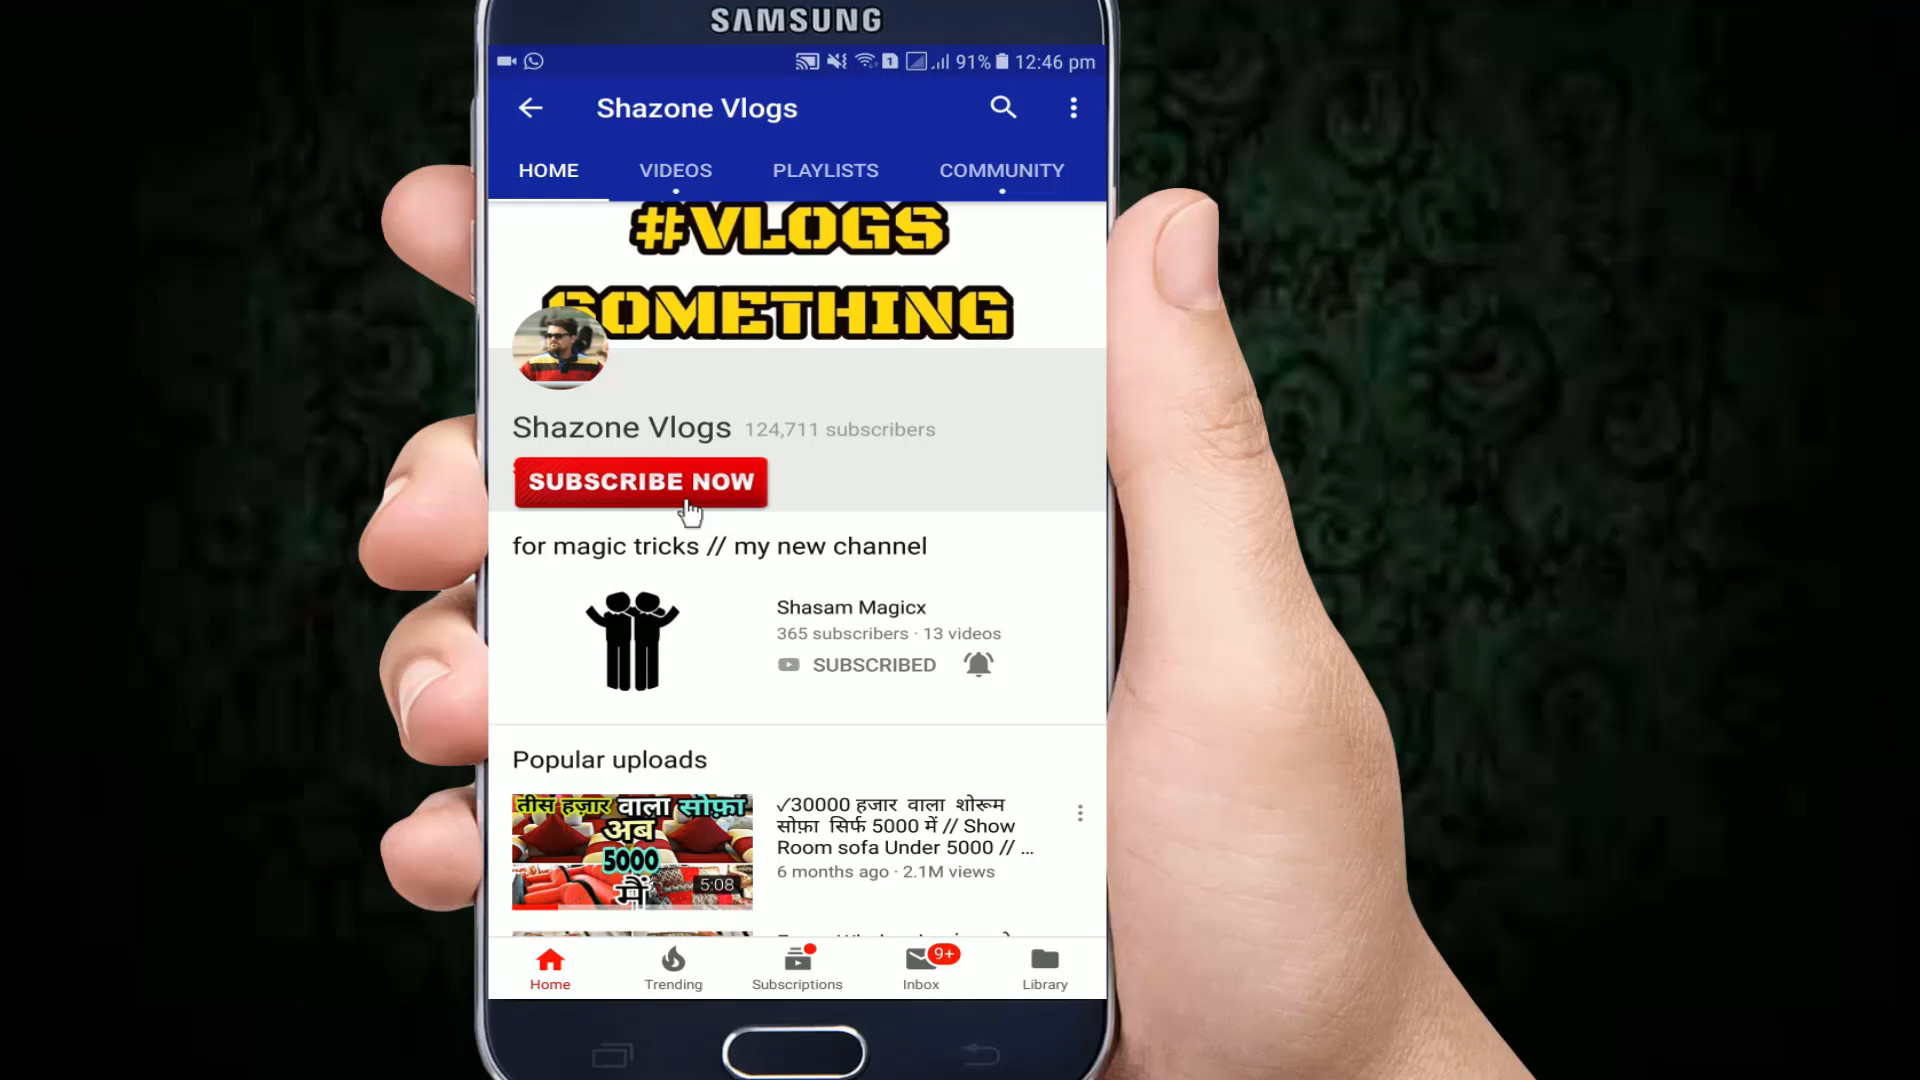 SAMSUNG
91% 12:46 pm
Shazone Vlogs
HOME VIDEOS PLAYLISTS COMMUNITY
#VLOGS
SOMETHING
Shazone Vlogs 124,711 subscribers
SUBSCRIBE NOW
for magic tricks // my new channel
Shasam Magicx
365 subscribers · 13 videos
SUBSCRIBED
Popular uploads
तीस हज़ार वाला सोफ़ा
अब
5000
में
5:08
✓30000 हजार वाला शोरूम
सोफ़ा सिर्फ 5000 में // Show
Room sofa Under 5000 // ...
6 months ago · 2.1M views
Home Trending Subscriptions 9+ Inbox Library